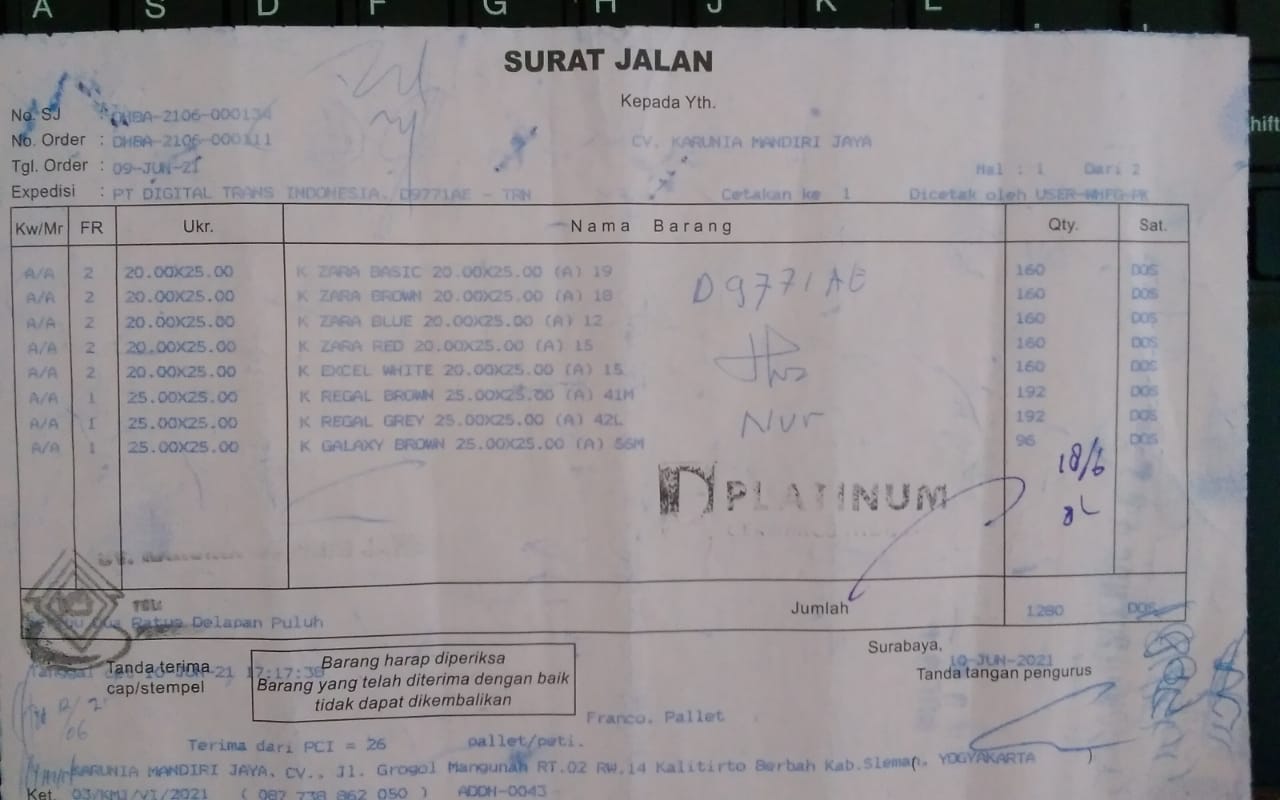 A S D F G H J K L
shift
SURAT JALAN
Kepada Yth.
No. SJ : DHBA-2106-000134
No. Order : DHBA-2106-000111
CV. KARUNIA MANDIRI JAYA
Tgl. Order : 09-JUN-21
Hal : 1 Dari 2
Expedisi : PT DIGITAL TRANS INDONESIA. D9771AE - TRN
Cetakan ke 1 Dicetak oleh USER-WHFG-PK
Kw/Mr FR Ukr. Nama Barang Qty. Sat.
A/A 2 20.00X25.00 K ZARA BASIC 20.00X25.00 (A) 19 160 DOS
A/A 2 20.00X25.00 K ZARA BROWN 20.00X25.00 (A) 18 160 DOS
A/A 2 20.00X25.00 K ZARA BLUE 20.00X25.00 (A) 12 160 DOS
A/A 2 20.00X25.00 K ZARA RED 20.00X25.00 (A) 15 160 DOS
A/A 2 20.00X25.00 K EXCEL WHITE 20.00X25.00 (A) 15 160 DOS
A/A 1 25.00X25.00 K REGAL BROWN 25.00X25.00 (A) 41M 192 DOS
A/A 1 25.00X25.00 K REGAL GREY 25.00X25.00 (A) 42L 192 DOS
A/A 1 25.00X25.00 K GALAXY BROWN 25.00X25.00 (A) 56M 96 DOS
D9771AE
Nur
18/6
PLATINUM
CV.
TELP.
Jumlah 1280 DOS
Ratus Delapan Puluh
Surabaya,
10-JUN-2021
Tanggal 10-JUN-21 17:17:38
Tanda terima
cap/stempel
Barang harap diperiksa
Barang yang telah diterima dengan baik
tidak dapat dikembalikan
Tanda tangan pengurus
Franco. Pallet
Terima dari PCI = 26 pallet/peti.
KARUNIA MANDIRI JAYA. CV., Jl. Grogol Mangunah RT.02 RW.14 Kalitirto Berbah Kab.Sleman. YOGYAKARTA
( )
Ket. 03/KMJ/VI/2021 ( 087 738 862 050 ) ADDH-0043